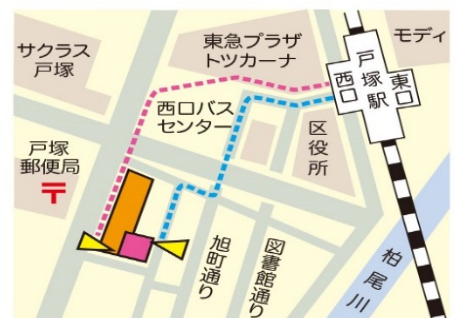 サクラス
戸塚
東急プラザ
トツカーナ
モディ
戸塚駅
西口
東口
西口バス
センター
区役所
戸塚
郵便局
〒
旭町通り
図書館通り
柏尾川